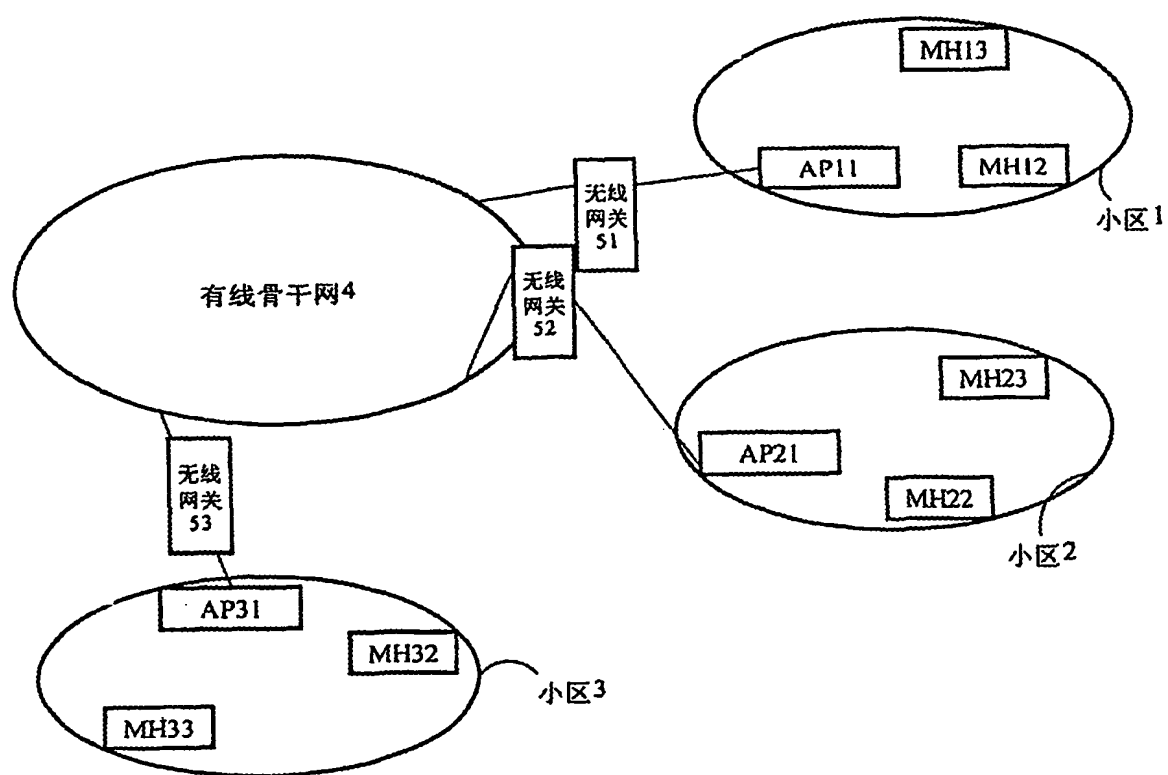 MH13
AP11
MH12
小区1
无线
网关
51
有线骨干网4
无线
网关
52
MH23
AP21
MH22
小区2
无线
网关
53
AP31
MH32
小区3
MH33